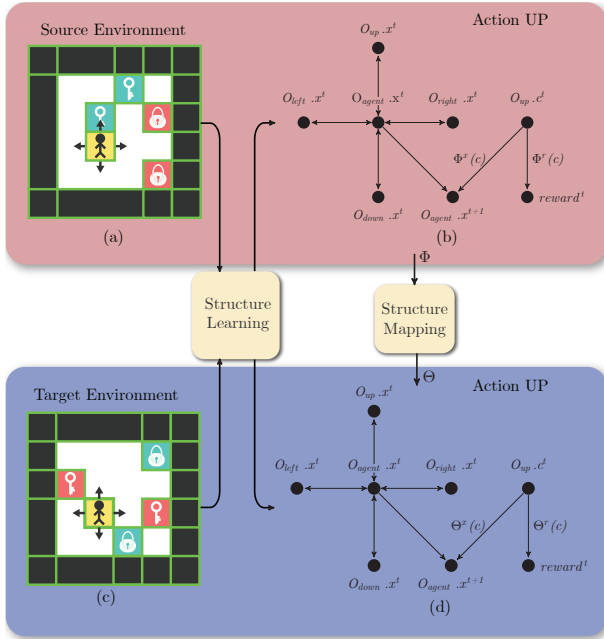 Source Environment
Action UP
O_up .x^t
O_left .x^t
O_agent .x^t
O_right .x^t
O_up .c^t
Φ^x(c)
Φ^r(c)
O_down .x^t
O_agent .x^{t+1}
reward^t
(a)
(b)
Φ
Structure
Learning
Structure
Mapping
Θ
Target Environment
Action UP
O_up .x^t
O_left .x^t
O_agent .x^t
O_right .x^t
O_up .c^t
Θ^x(c)
Θ^r(c)
O_down .x^t
O_agent .x^{t+1}
reward^t
(c)
(d)